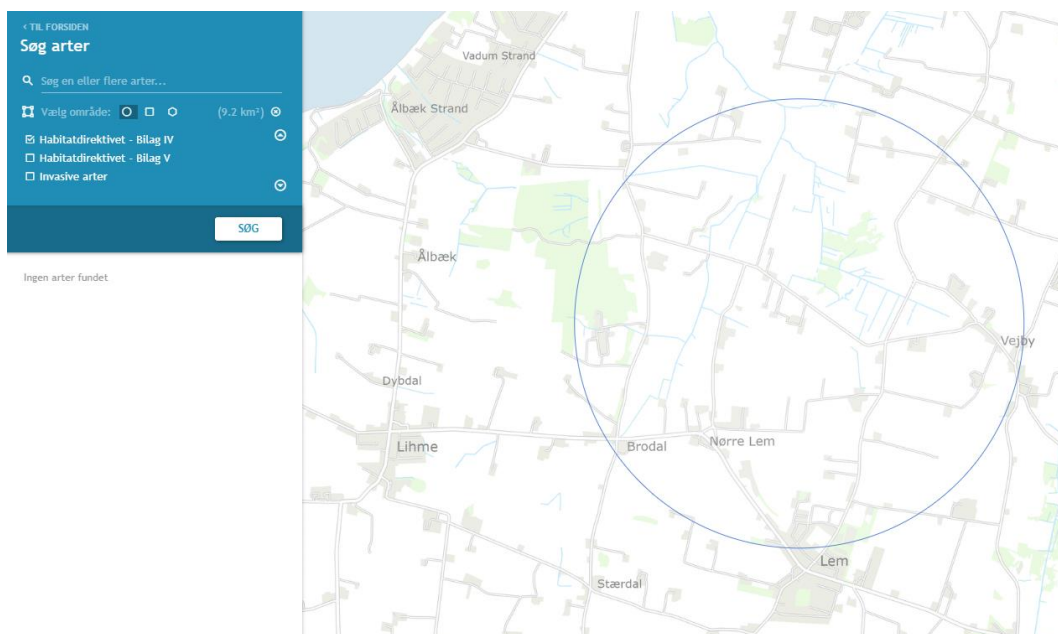 ‹ TIL FORSIDEN
Søg arter
Søg en eller flere arter...
Vælg område: (9.2 km²)
Habitatdirektivet - Bilag IV
Habitatdirektivet - Bilag V
Invasive arter
SØG
Ingen arter fundet
Vadum Strand
Ålbæk Strand
Ålbæk
Vejby
Dybdal
Lihme
Brodal
Nørre Lem
Lem
Stærdal